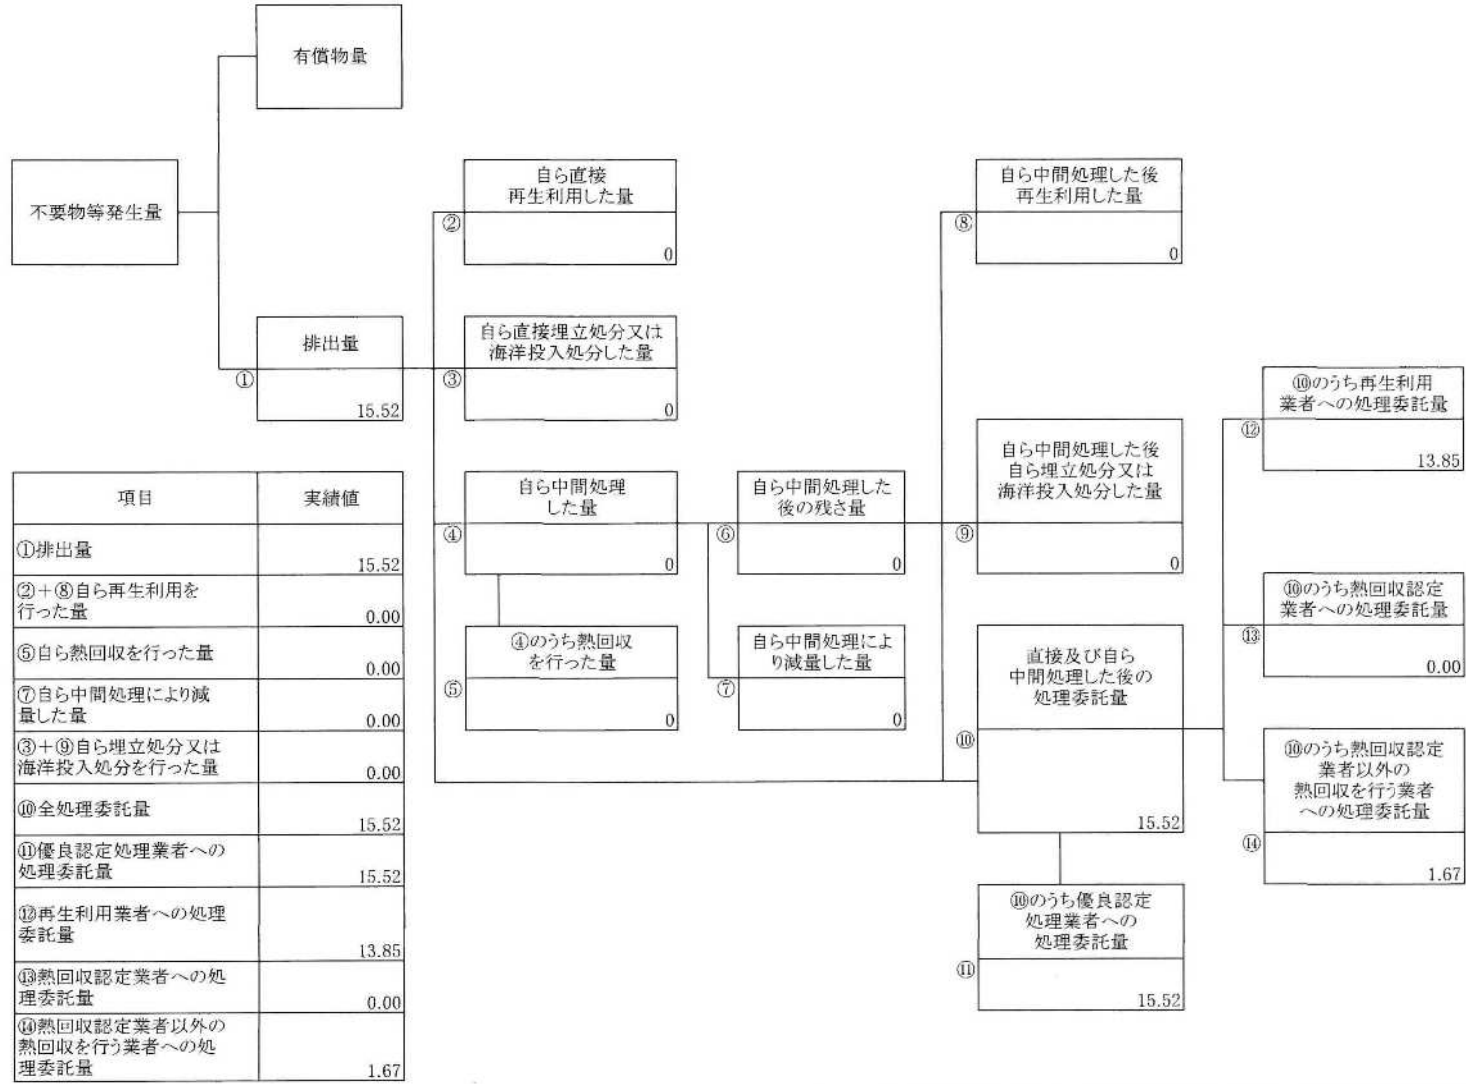 有償物量
不要物等発生量
自ら直接
再生利用した量
②
0
自ら中間処理した後
再生利用した量
⑧
0
排出量
①
15.52
自ら直接埋立処分又は
海洋投入処分した量
③
0
⑩のうち再生利用
業者への処理委託量
⑫
13.85
自ら中間処理
した量
④
0
自ら中間処理した
後の残さ量
⑥
0
自ら中間処理した後
自ら埋立処分又は
海洋投入処分した量
⑨
0
⑩のうち熱回収認定
業者への処理委託量
⑬
0.00
④のうち熱回収
を行った量
⑤
0
自ら中間処理によ
り減量した量
⑦
0
直接及び自ら
中間処理した後の
処理委託量
⑩
15.52
⑩のうち熱回収認定
業者以外の
熱回収を行う業者
への処理委託量
⑭
1.67
⑩のうち優良認定
処理業者への
処理委託量
⑪
15.52
項目
実績値
①排出量
15.52
②+⑧自ら再生利用を
行った量
0.00
⑤自ら熱回収を行った量
0.00
⑦自ら中間処理により減
量した量
0.00
③+⑨自ら埋立処分又は
海洋投入処分を行った量
0.00
⑩全処理委託量
15.52
⑪優良認定処理業者への
処理委託量
15.52
⑫再生利用業者への処理
委託量
13.85
⑬熱回収認定業者への処
理委託量
0.00
⑭熱回収認定業者以外の
熱回収を行う業者への処
理委託量
1.67